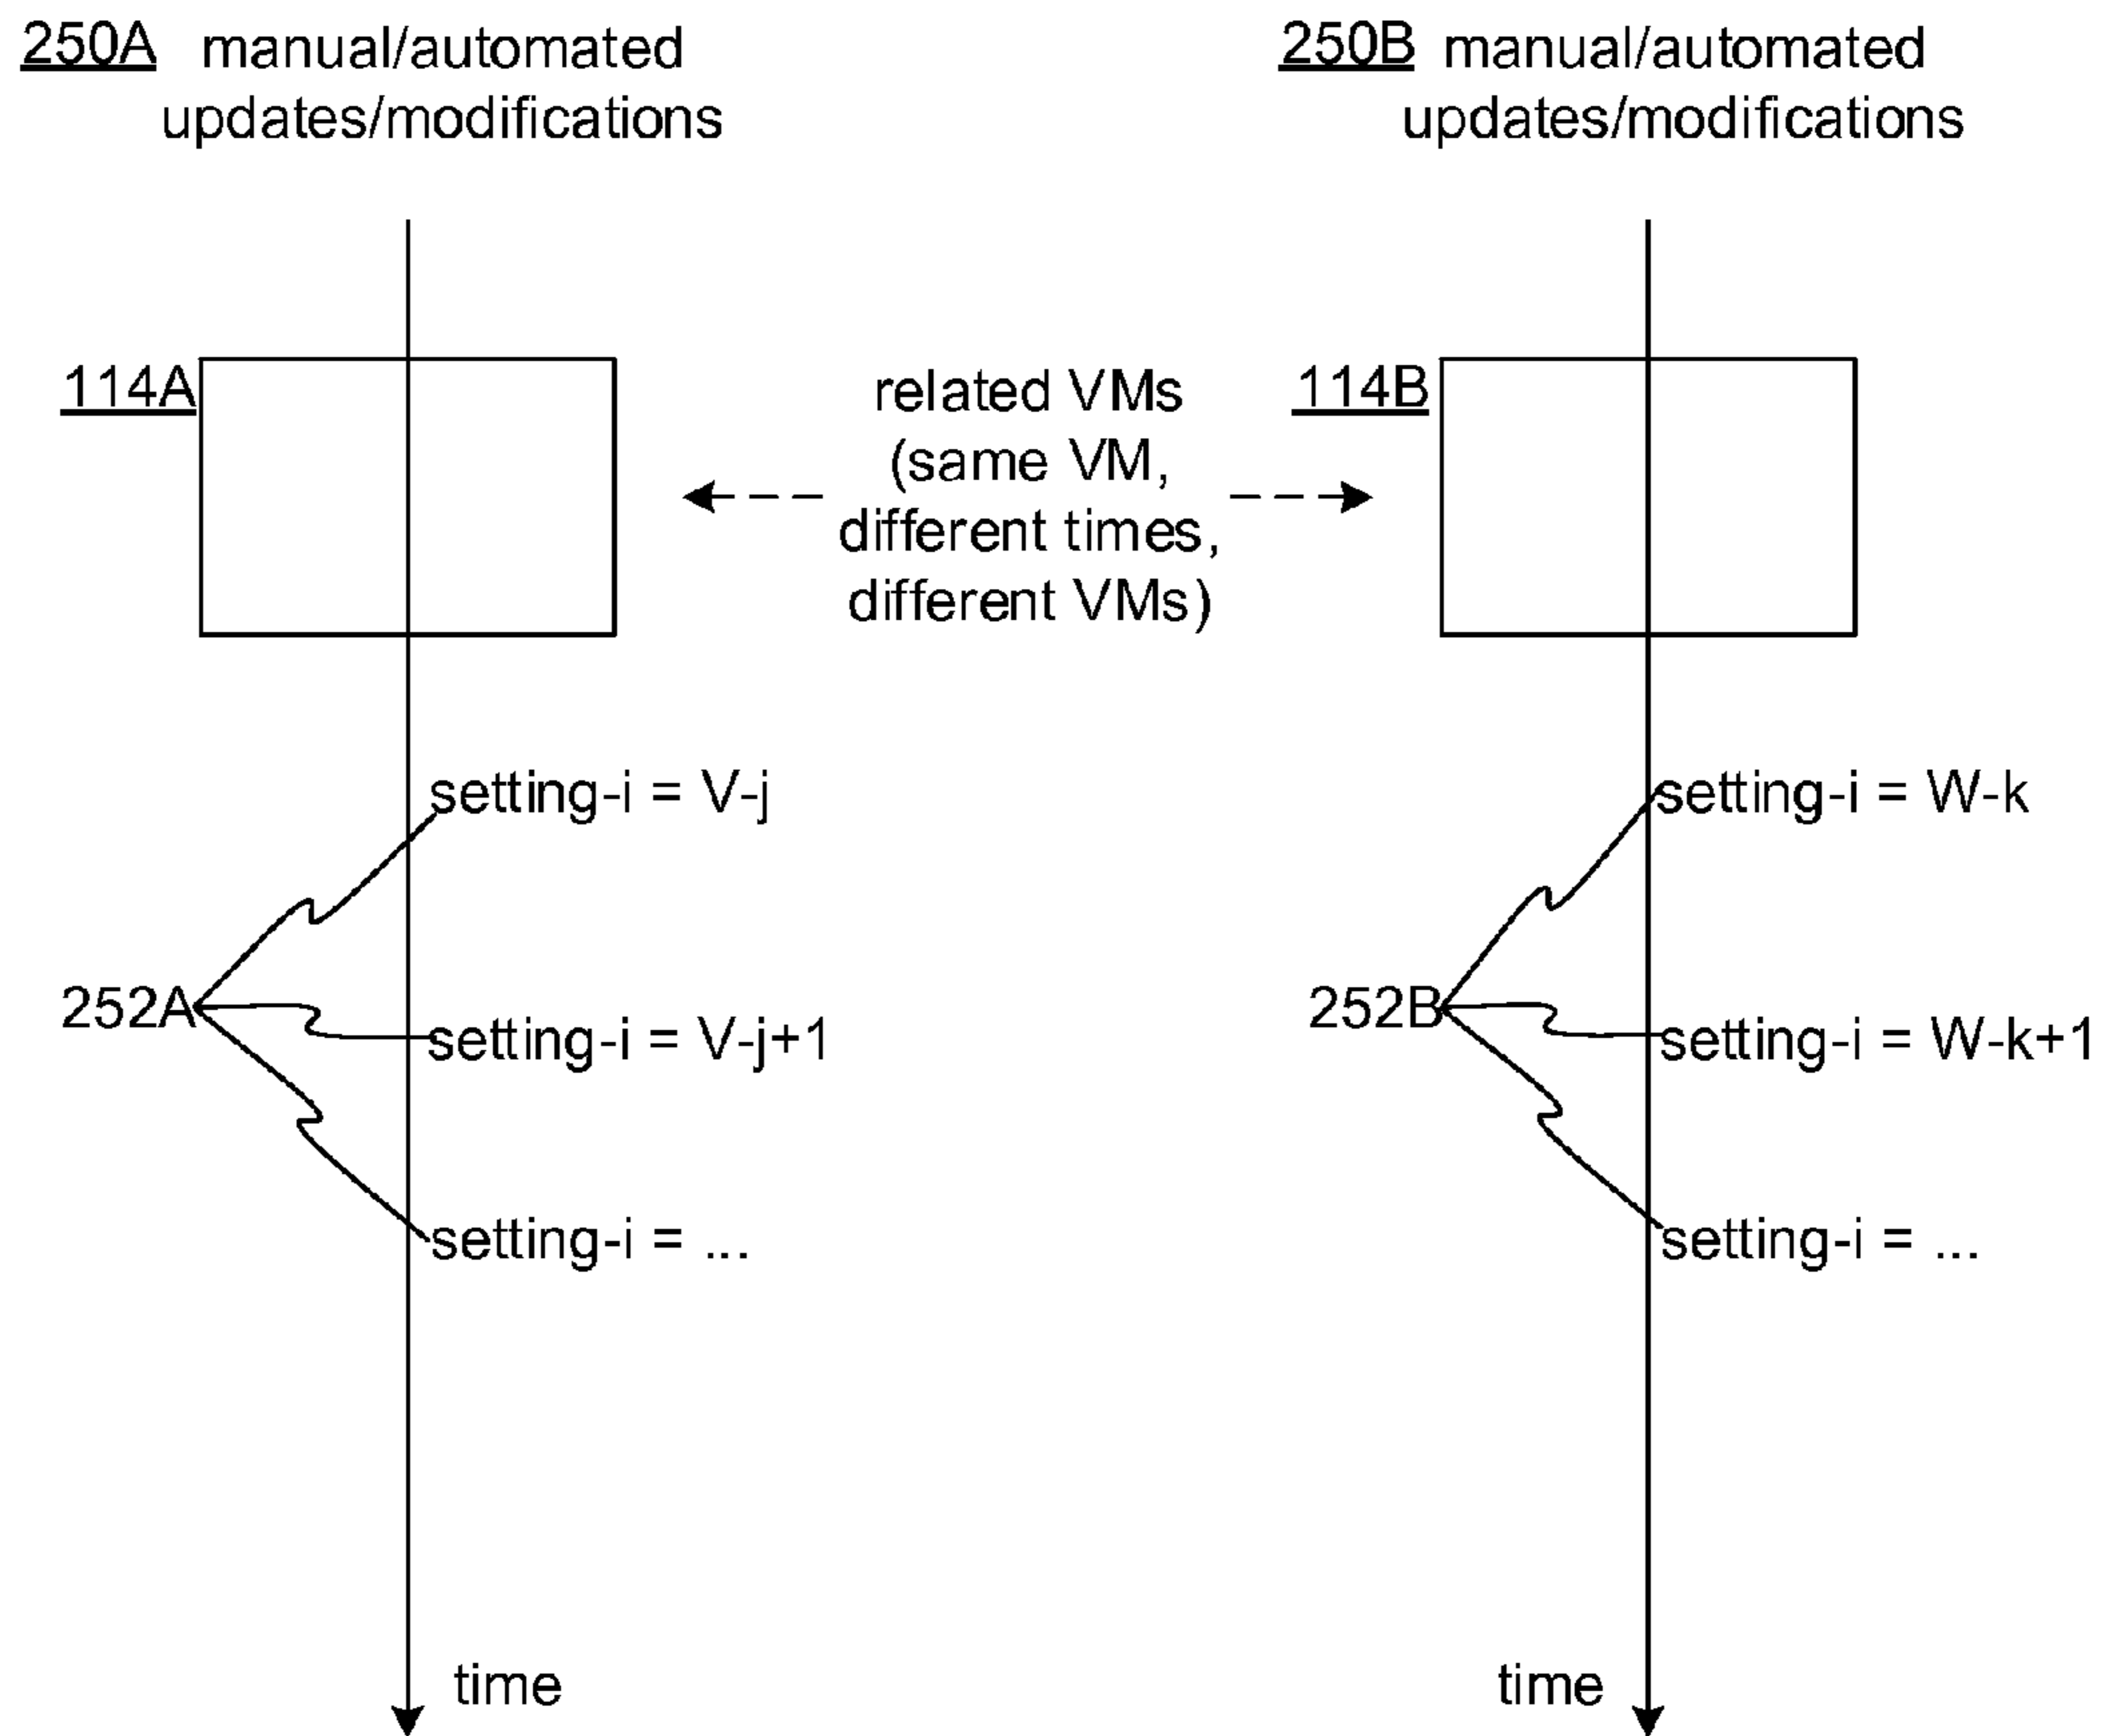 250A manual/automated
updates/modifications
250B manual/automated
updates/modifications
114A
related VMs
(same VM,
different times,
different VMs)
114B
setting-i = V-j
252A
setting-i = V-j+1
setting-i = ...
time
setting-i = W-k
252B
setting-i = W-k+1
setting-i = ...
time